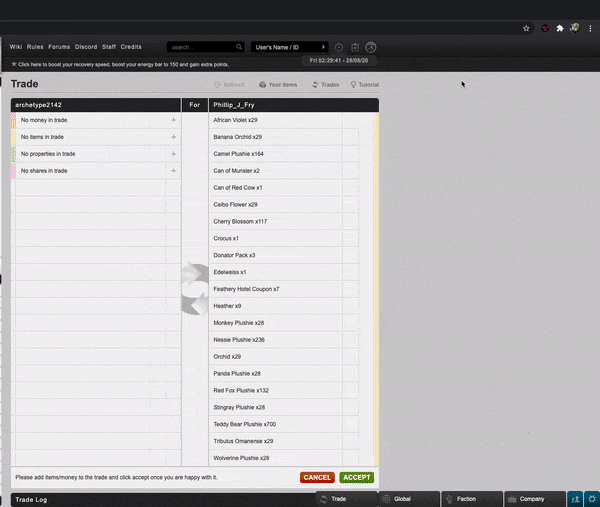 Wiki Rules Forums Discord Staff Credits search... User's Name / ID
Fri 02:29:41 - 28/08/20
Click here to boost your recovery speed, boost your energy bar to 150 and gain extra points.
Trade Refresh Your Items Trades Tutorial
archetype2142 For Phillip_J_Fry
No money in trade + African Violet x29
No items in trade + Banana Orchid x29
No properties in trade + Camel Plushie x164
No shares in trade + Can of Munster x2
Can of Red Cow x1
Ceibo Flower x29
Cherry Blossom x117
Crocus x1
Donator Pack x3
Edelweiss x1
Feathery Hotel Coupon x7
Heather x9
Monkey Plushie x28
Nessie Plushie x236
Orchid x29
Panda Plushie x28
Red Fox Plushie x132
Stingray Plushie x28
Teddy Bear Plushie x700
Tribulus Omanense x29
Wolverine Plushie x28
Please add items/money to the trade and click accept once you are happy with it. CANCEL ACCEPT
Trade Log Trade Global Faction Company